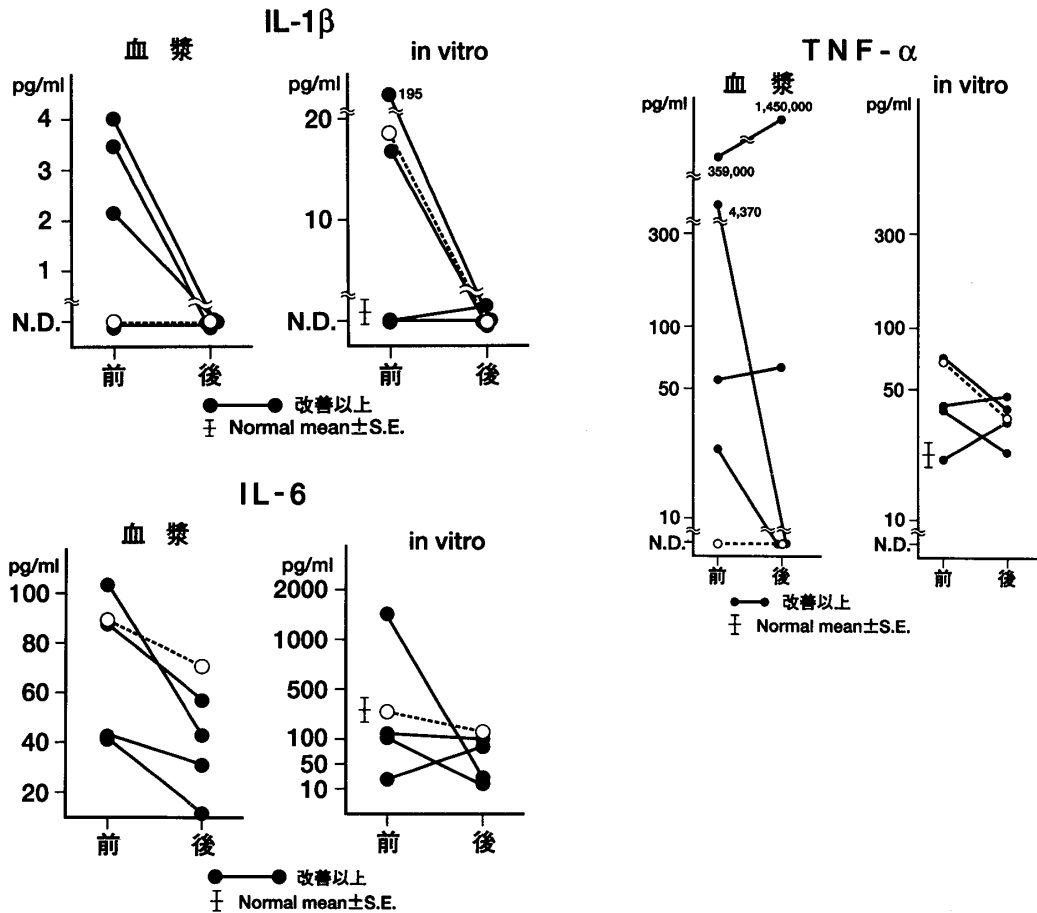 IL-1β
血 漿
in vitro
pg/ml
4
3
2
1
N.D.
前
後
pg/ml
195
20
10
N.D.
前
後
改善以上
Normal mean±S.E.
IL-6
血 漿
in vitro
pg/ml
100
80
60
40
20
前
後
pg/ml
2000
1000
500
100
50
10
前
後
改善以上
Normal mean±S.E.
TNF-α
血 漿
in vitro
pg/ml
1,450,000
359,000
4,370
300
100
50
10
N.D.
前
後
pg/ml
300
100
50
10
N.D.
前
後
改善以上
Normal mean±S.E.